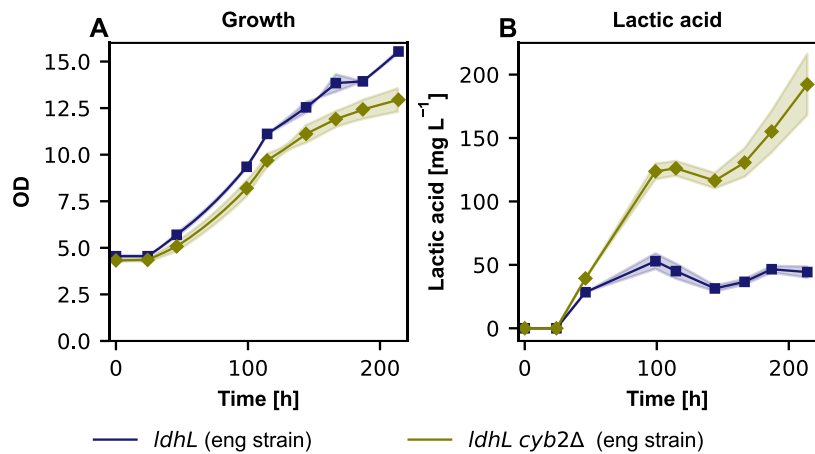 A Growth
B Lactic acid
15.0
12.5
10.0
7.5
5.0
2.5
0.0
OD
0 100 200
Time [h]
200
150
100
50
0
Lactic acid [mg L⁻¹]
0 100 200
Time [h]
ldhL (eng strain)
ldhL cyb2Δ (eng strain)